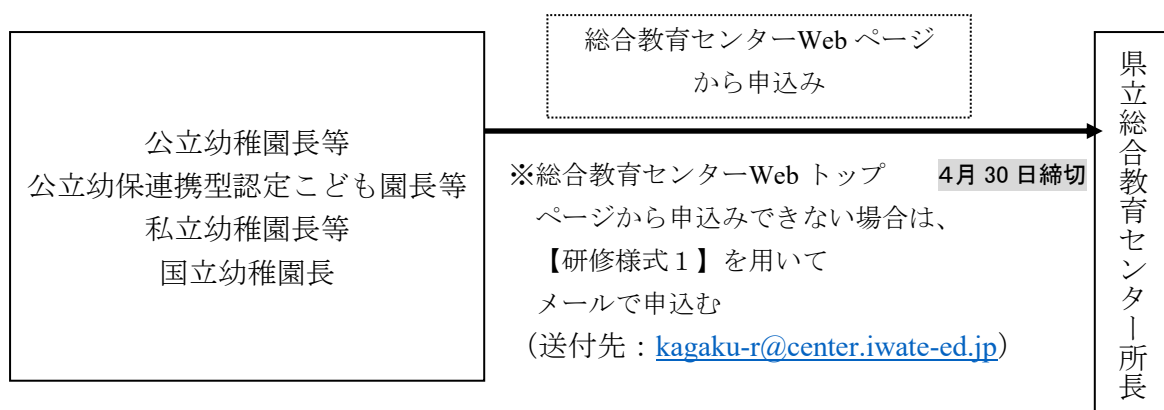 総合教育センターWeb ページ
から申込み
公立幼稚園長等
公立幼保連携型認定こども園長等
私立幼稚園長等
国立幼稚園長
※総合教育センターWeb トップ
4月 30 日締切
ページから申込みできない場合は、
【研修様式１】を用いて
メールで申込む
（送付先：kagaku-r@center.iwate-ed.jp）
県立総合教育センター所長